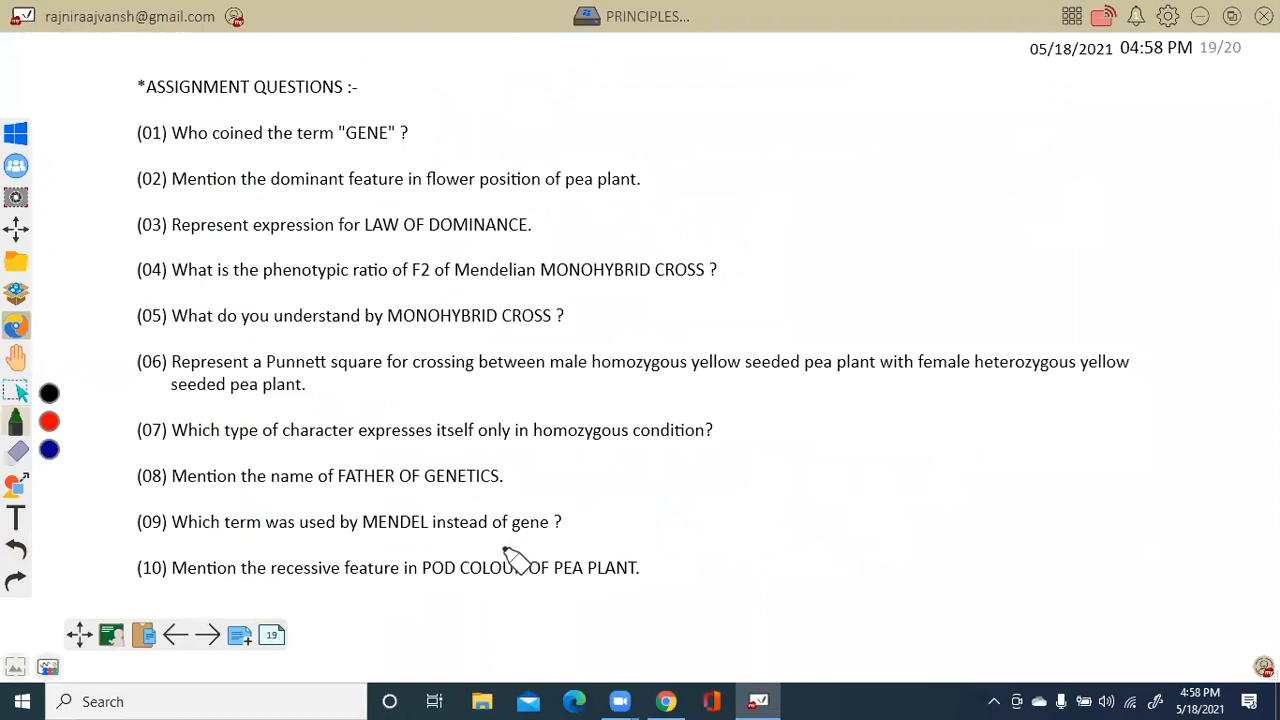 rajniraajvansh@gmail.com
PRINCIPLES...
05/18/2021 04:58 PM 19/20
*ASSIGNMENT QUESTIONS :-
(01) Who coined the term "GENE" ?
(02) Mention the dominant feature in flower position of pea plant.
(03) Represent expression for LAW OF DOMINANCE.
(04) What is the phenotypic ratio of F2 of Mendelian MONOHYBRID CROSS ?
(05) What do you understand by MONOHYBRID CROSS ?
(06) Represent a Punnett square for crossing between male homozygous yellow seeded pea plant with female heterozygous yellow
seeded pea plant.
(07) Which type of character expresses itself only in homozygous condition?
(08) Mention the name of FATHER OF GENETICS.
(09) Which term was used by MENDEL instead of gene ?
(10) Mention the recessive feature in POD COLOUR OF PEA PLANT.
19
Search
4:58 PM
5/18/2021